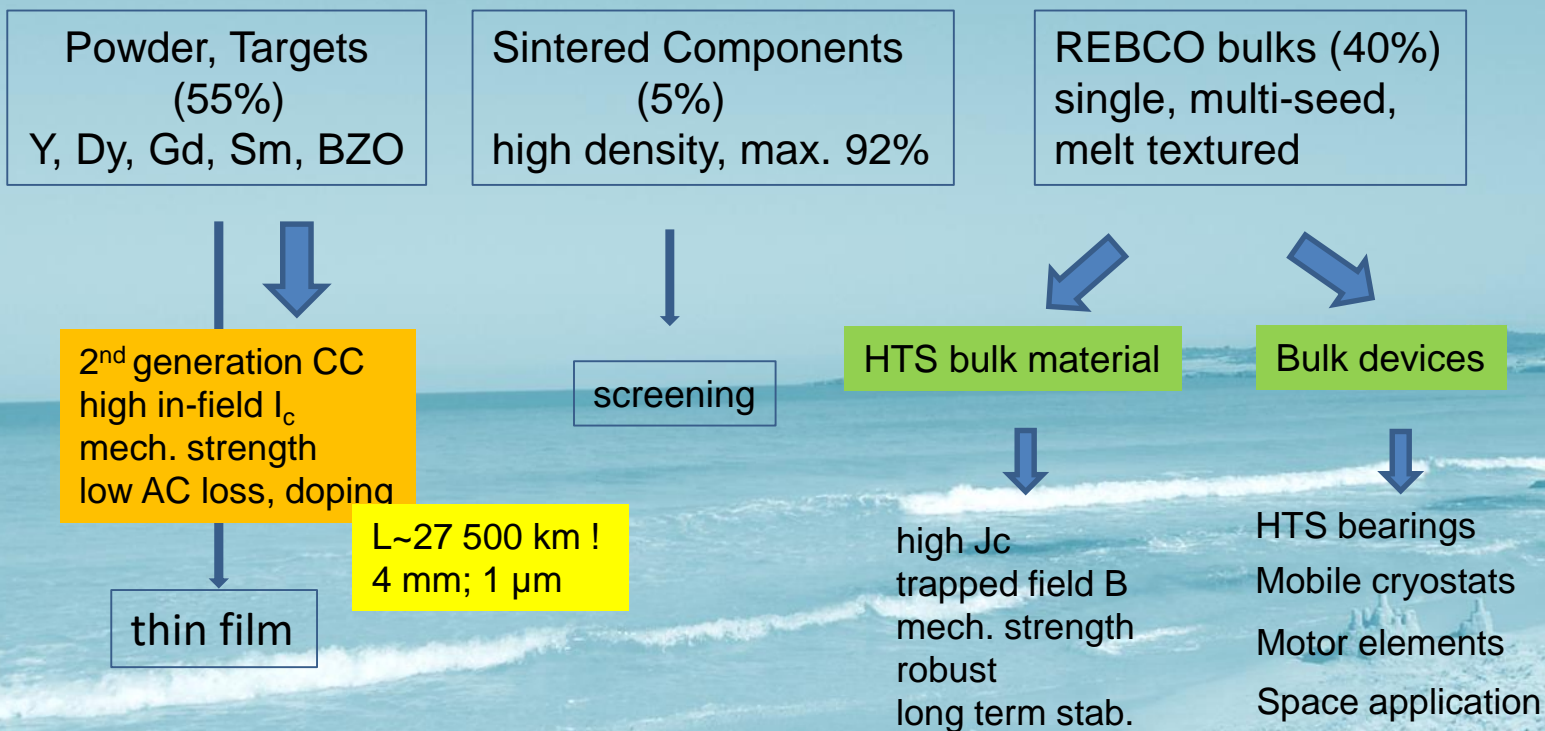 Powder, Targets
(55%)
Y, Dy, Gd, Sm, BZO
Sintered Components
(5%)
high density, max. 92%
REBCO bulks (40%)
single, multi-seed,
melt textured
2nd generation CC
high in-field Ic
mech. strength
low AC loss, doping
L~27 500 km !
4 mm; 1 µm
thin film
screening
HTS bulk material
high Jc
trapped field B
mech. strength
robust
long term stab.
Bulk devices
HTS bearings
Mobile cryostats
Motor elements
Space application